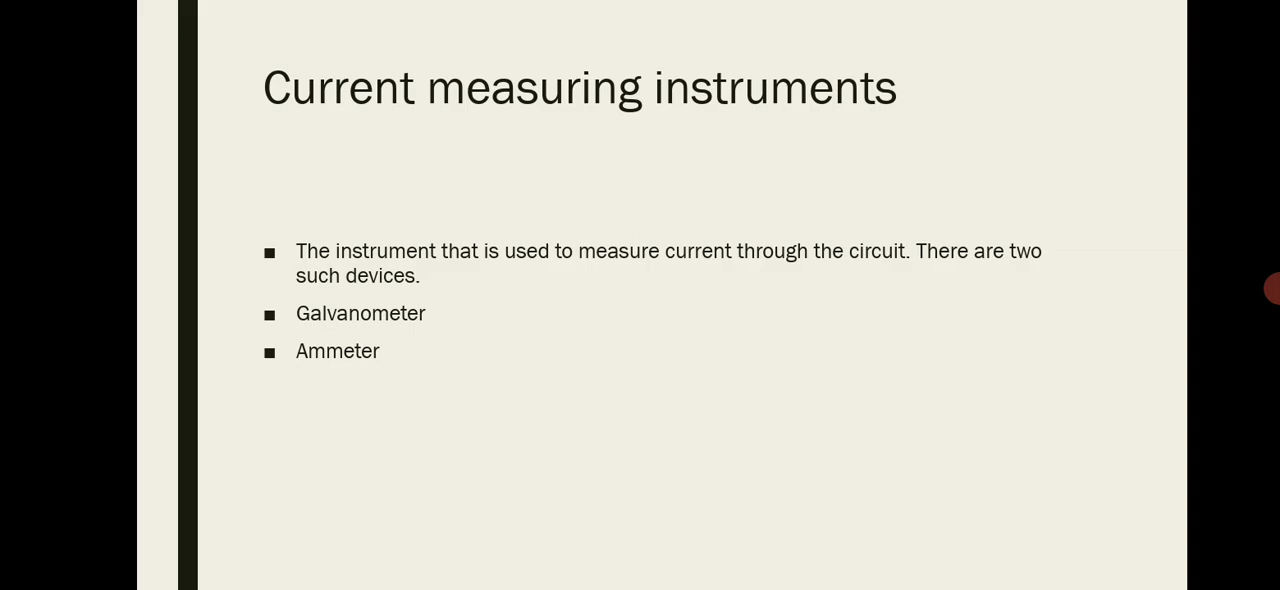 Current measuring instruments
The instrument that is used to measure current through the circuit. There are two
such devices.
Galvanometer
Ammeter